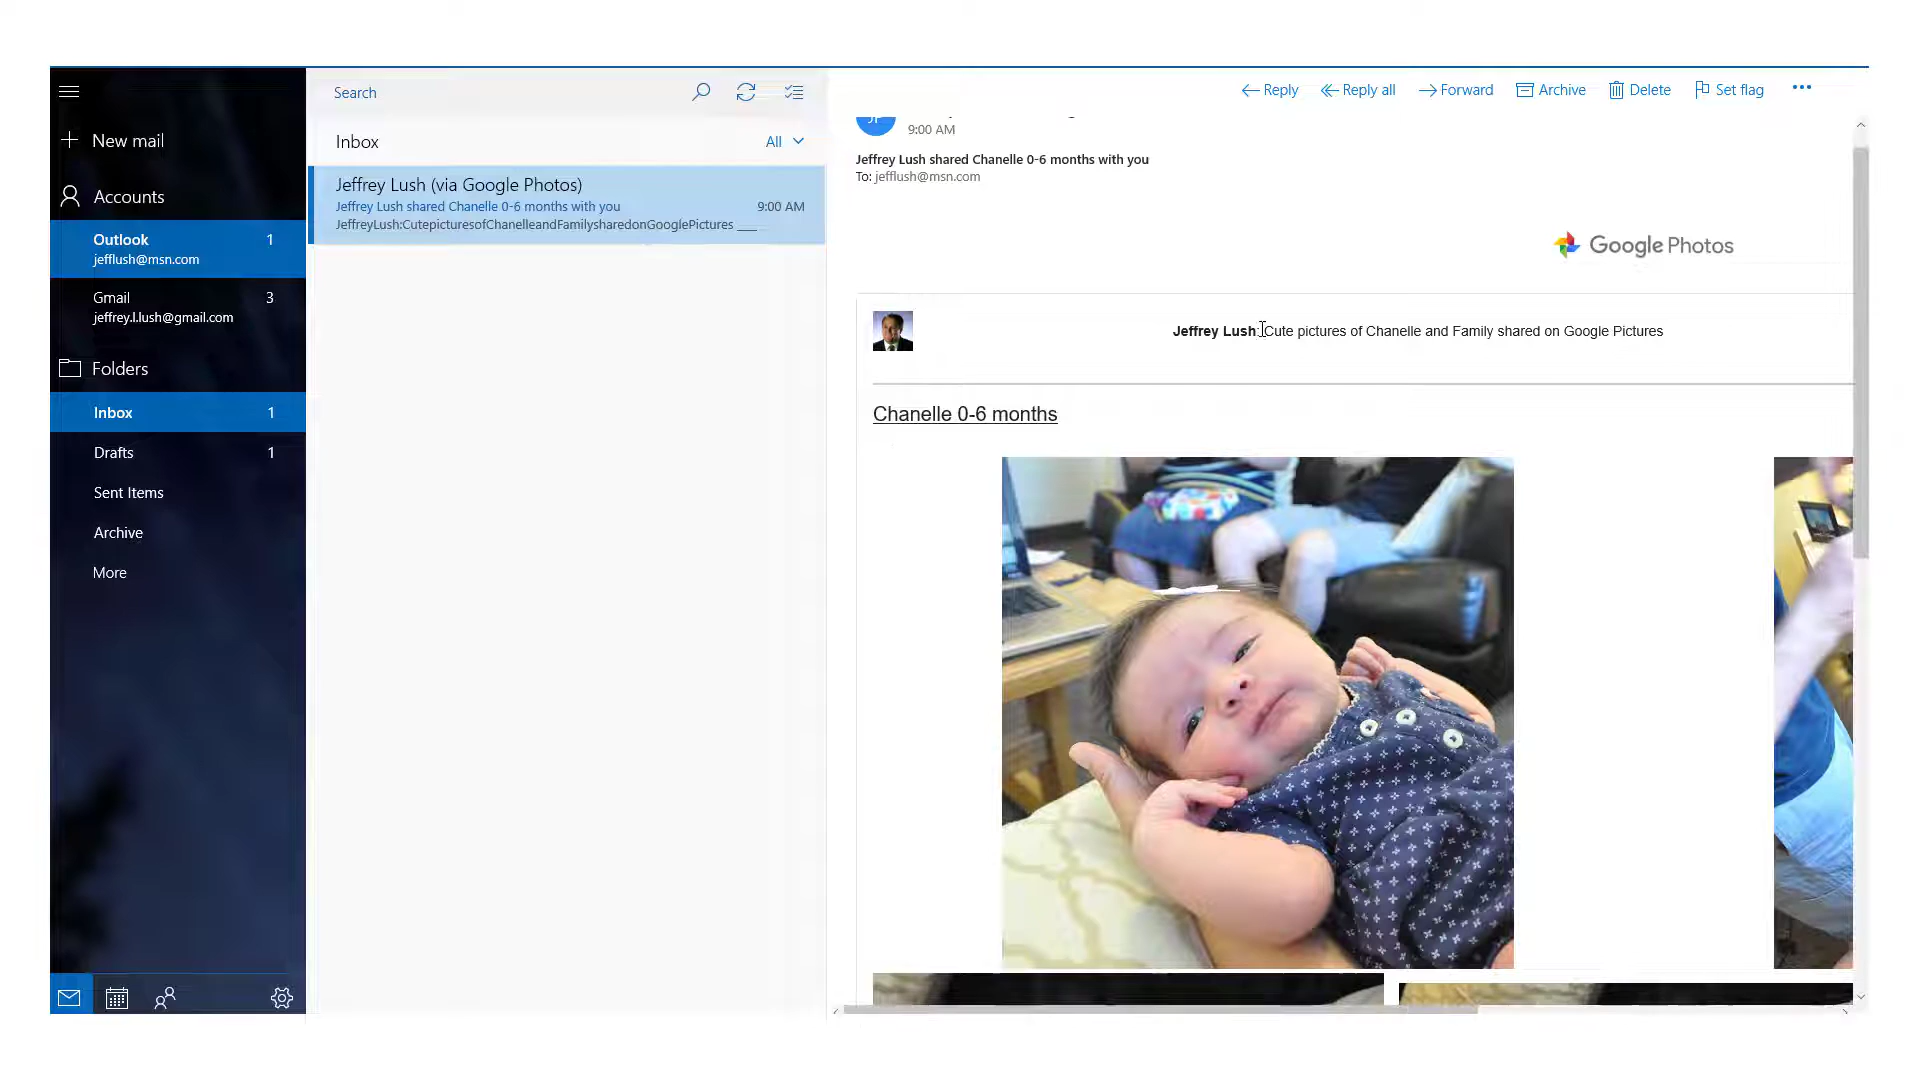 New mail
Accounts
Outlook 1
jefflush@msn.com
Gmail 3
jeffrey.l.lush@gmail.com
Folders
Inbox 1
Drafts 1
Sent Items
Archive
More
Search
Inbox All
Jeffrey Lush (via Google Photos)
Jeffrey Lush shared Chanelle 0-6 months with you 9:00 AM
JeffreyLush:CutepicturesofChanelleandFamilysharedonGooglePictures ___
Reply Reply all Forward Archive Delete Set flag
9:00 AM
Jeffrey Lush shared Chanelle 0-6 months with you
To: jefflush@msn.com
Google Photos
Jeffrey Lush: Cute pictures of Chanelle and Family shared on Google Pictures
Chanelle 0-6 months